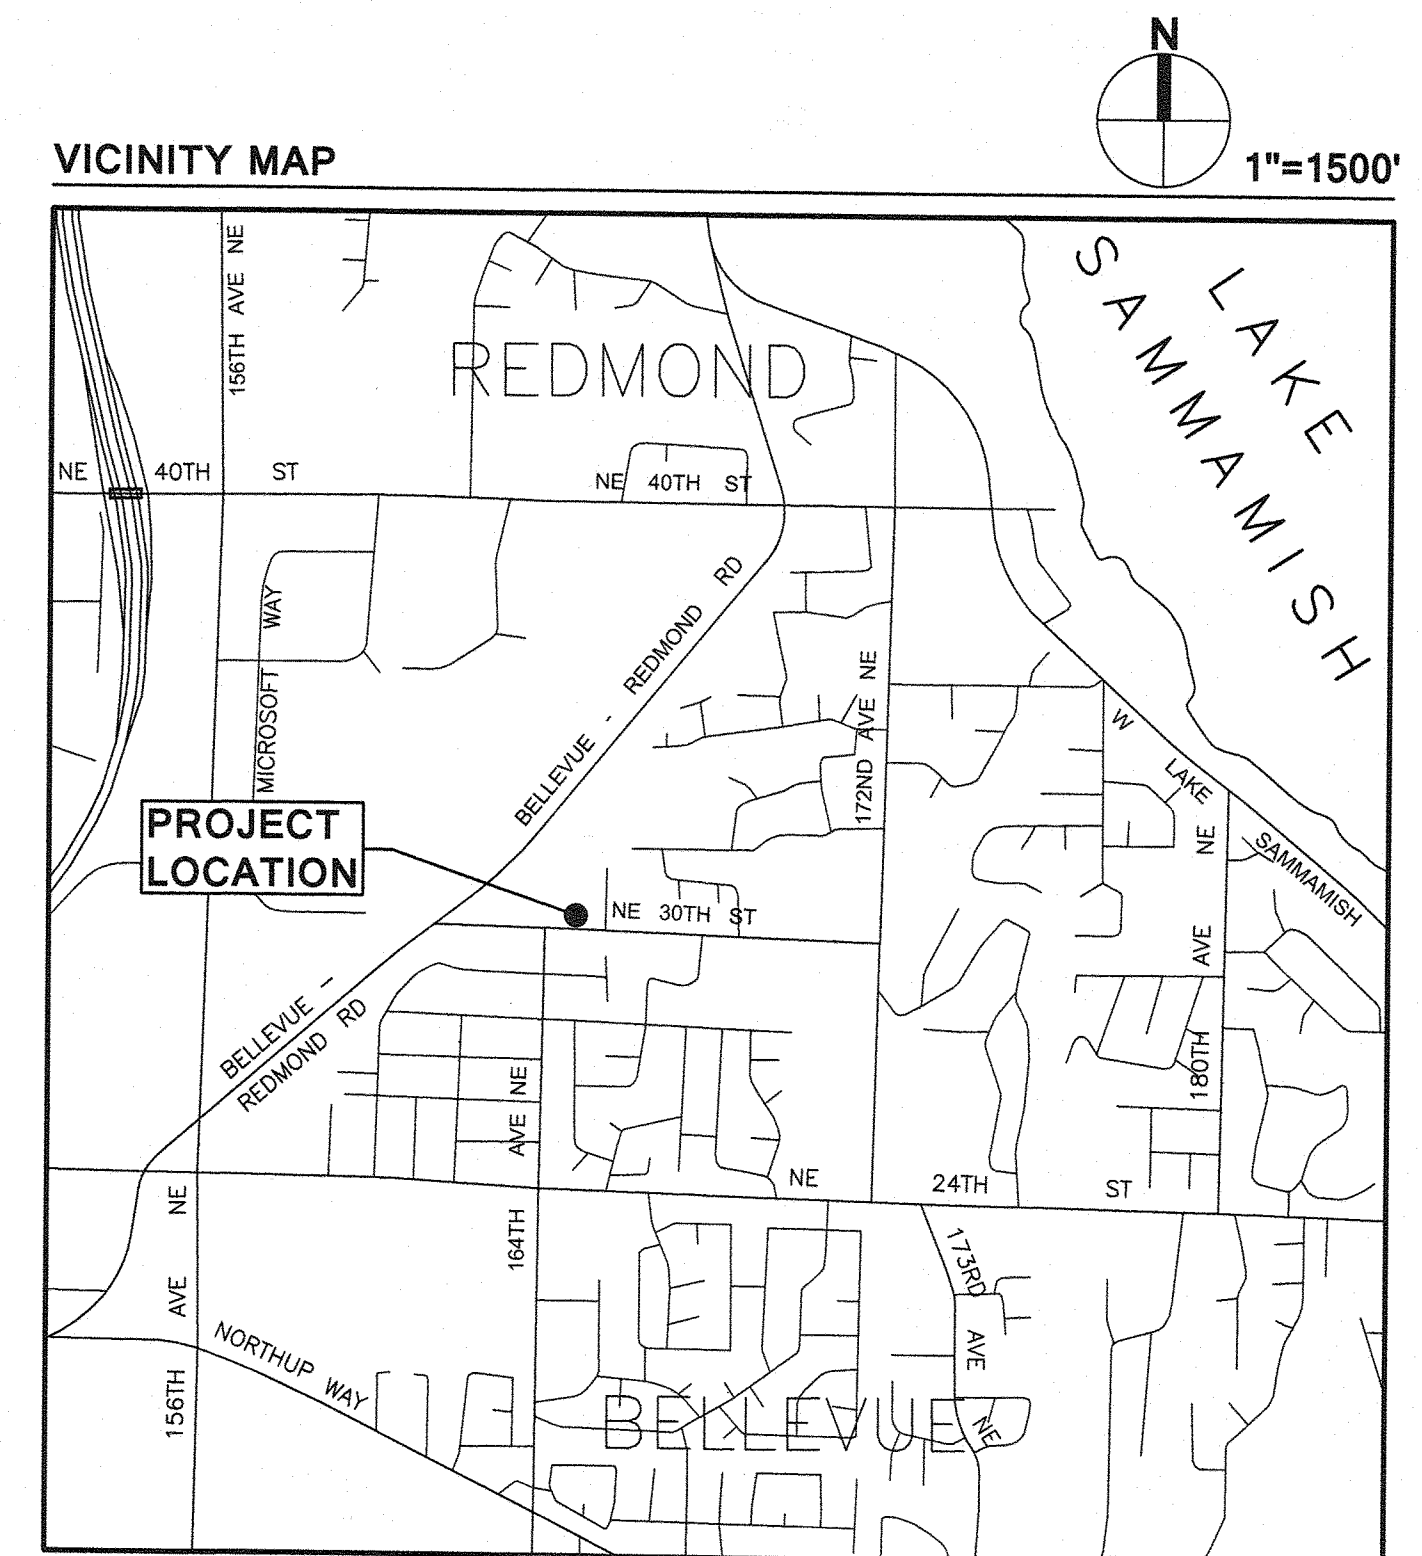 N
VICINITY MAP
1"=1500'
156TH AVE NE
REDMOND
LAKE
SAMMAMISH
NE 40TH ST
NE 40TH ST
MICROSOFT WAY
BELLEVUE - REDMOND RD
172ND AVE NE
W LAKE SAMMAMISH
PROJECT
LOCATION
NE 30TH ST
180TH AVE NE
BELLEVUE -
REDMOND RD
164TH AVE NE
NE 24TH ST
156TH AVE NE
173RD AVE NE
NORTHUP WAY
BELLEVUE